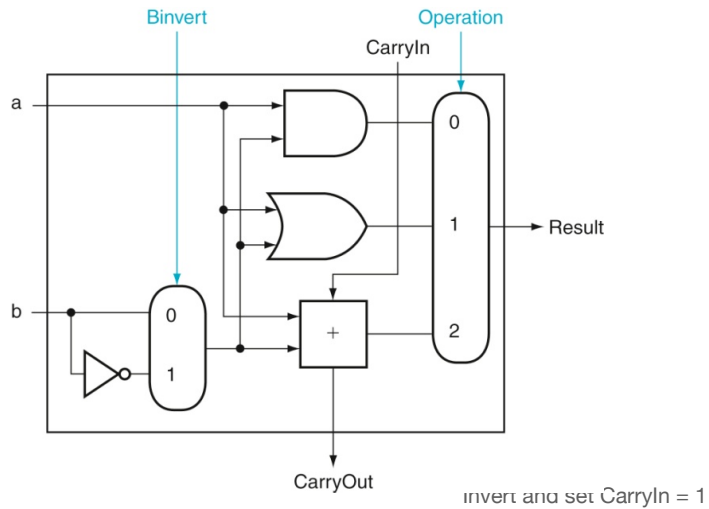 Binvert
Operation
CarryIn
a
0
1
Result
b
0
2
+
1
CarryOut
Invert and set CarryIn = 1